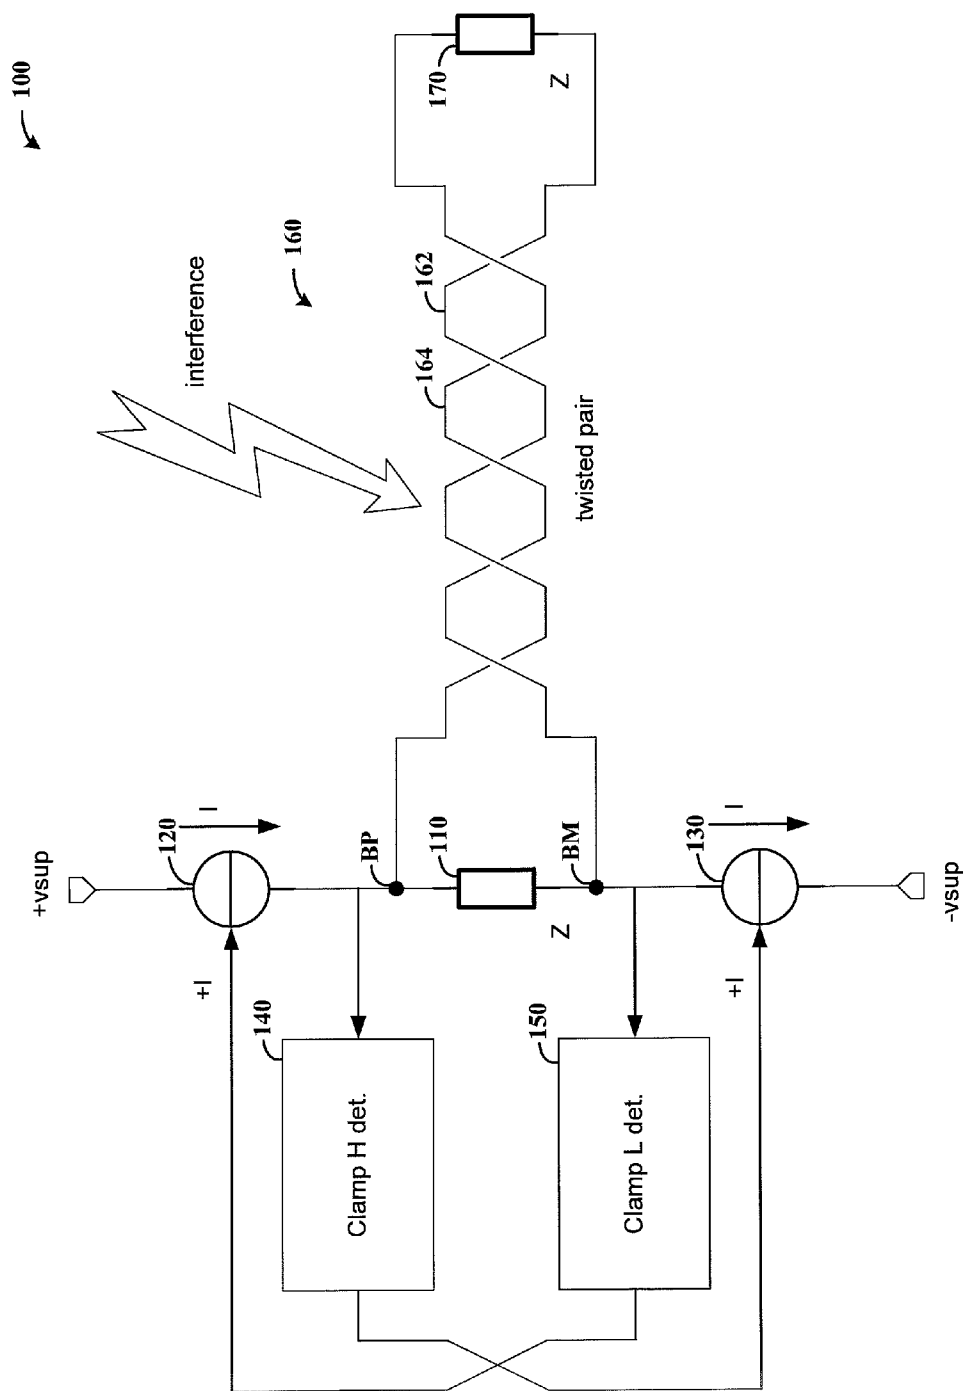 100
160
interference
162
164
170
Z
twisted pair
+vsup
120
I
+I
BP
110
Z
BM
130
I
+I
-vsup
140
Clamp H det.
150
Clamp L det.